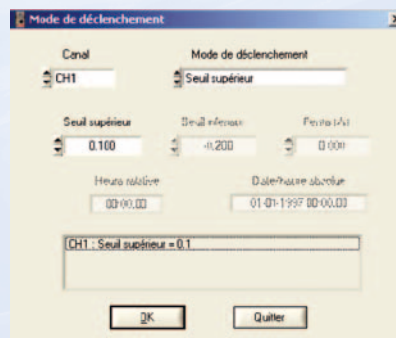 Mode de déclenchement
Canal
Mode de déclenchement
CH1
Seuil supérieur
Seuil supérieur
Seuil inférieur
Pente ±/s
0.100
-0.200
0.000
Heure relative
Date/heure absolue
00:00.00
01-01-1997 00:00.00
CH1 : Seuil supérieur = 0.1
OK
Quitter